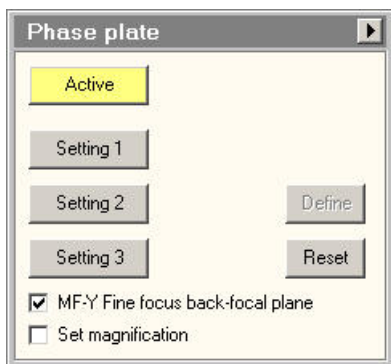 Phase plate
Active
Setting 1
Setting 2 Define
Setting 3 Reset
MF-Y Fine focus back-focal plane
Set magnification